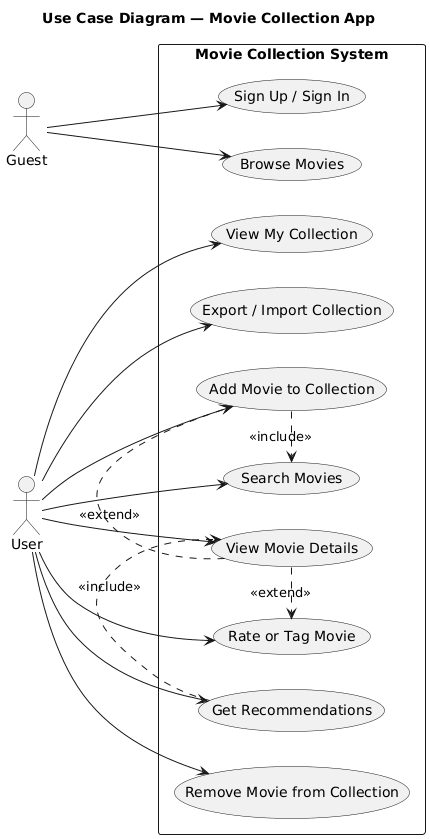 Use Case Diagram — Movie Collection App
Movie Collection System
Sign Up / Sign In
Guest
Browse Movies
View My Collection
Export / Import Collection
Add Movie to Collection
«include»
Search Movies
«extend»
User
View Movie Details
«include»
«extend»
Rate or Tag Movie
Get Recommendations
Remove Movie from Collection